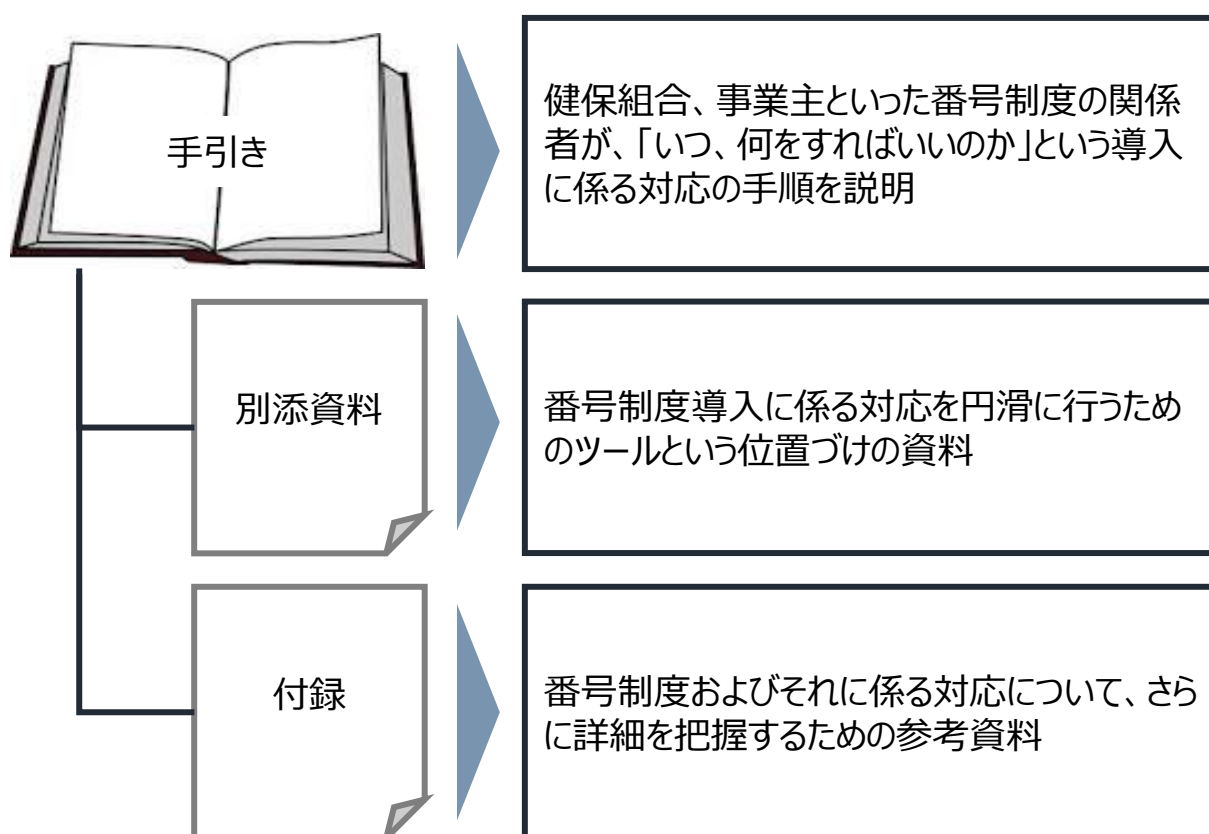 手引き
健保組合、事業主といった番号制度の関係
者が、「いつ、何をすればいいのか」という導入
に係る対応の手順を説明
別添資料
番号制度導入に係る対応を円滑に行うため
のツールという位置づけの資料
付録
番号制度およびそれに係る対応について、さら
に詳細を把握するための参考資料